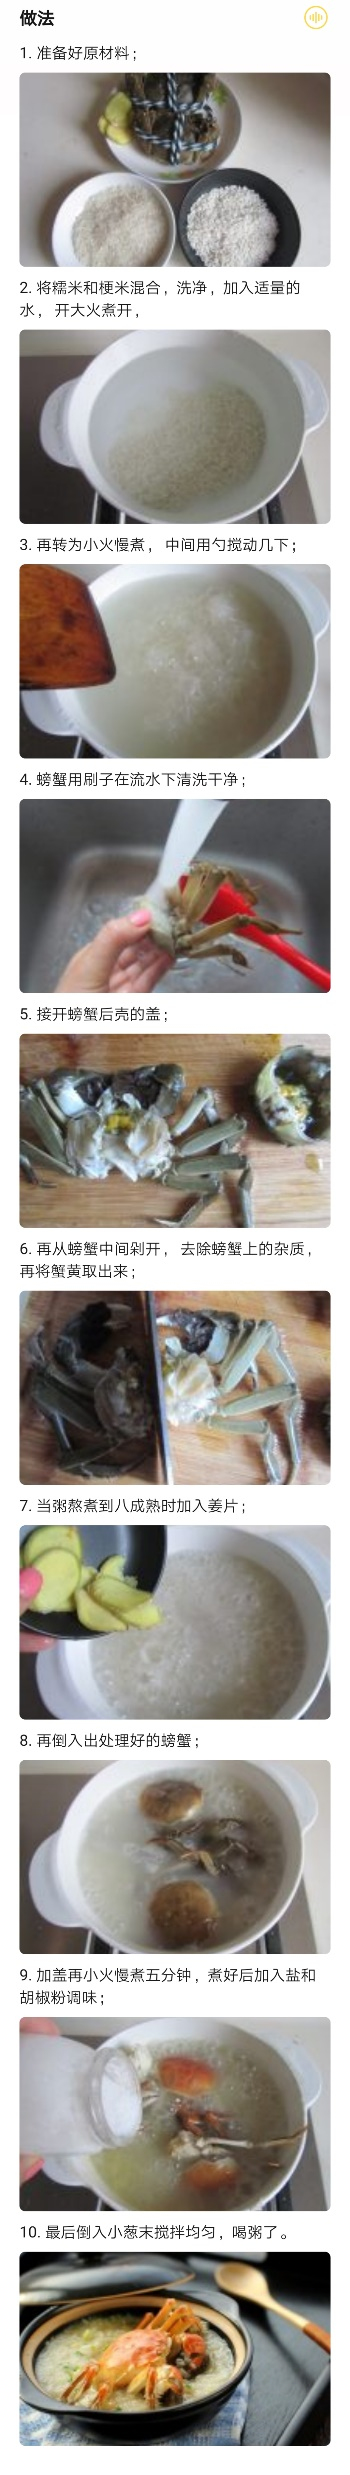 做法
1. 准备好原材料；
2. 将糯米和梗米混合，洗净，加入适量的
水， 开大火煮开，
3. 再转为小火慢煮， 中间用勺搅动几下；
4. 螃蟹用刷子在流水下清洗干净；
5. 接开螃蟹后壳的盖；
6. 再从螃蟹中间剁开， 去除螃蟹上的杂质，
再将蟹黄取出来；
7. 当粥熬煮到八成熟时加入姜片；
8. 再倒入出处理好的螃蟹；
9. 加盖再小火慢煮五分钟，煮好后加入盐和
胡椒粉调味；
10. 最后倒入小葱末搅拌均匀，喝粥了。